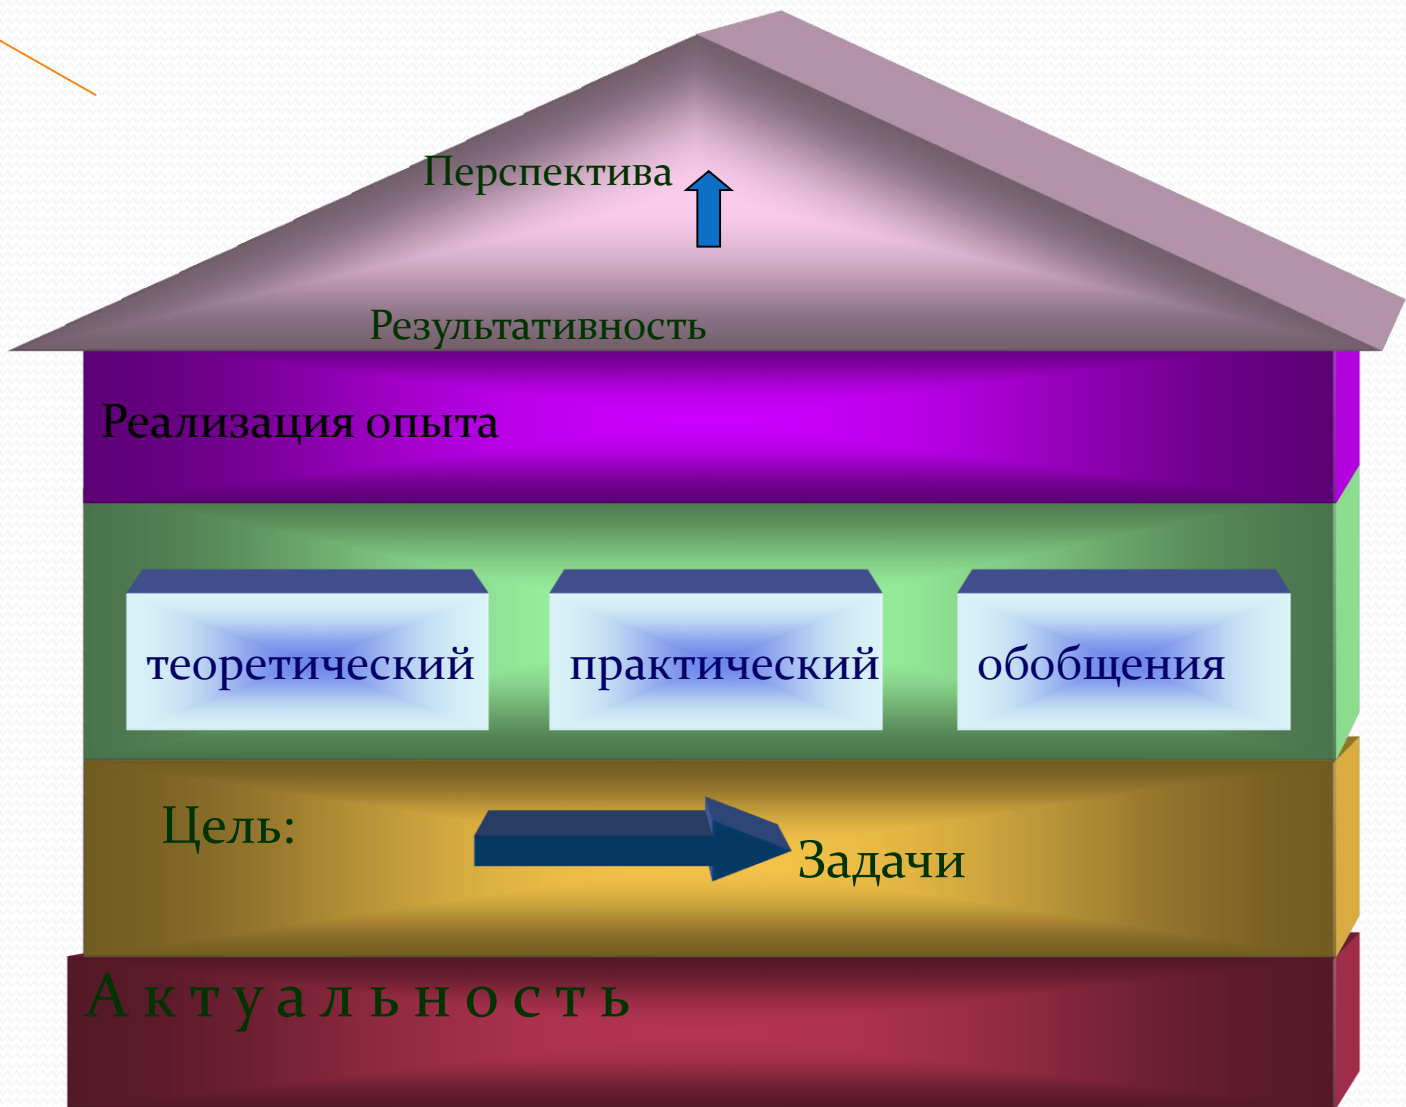 Перспектива
Результативность
Реализация опыта
теоретический практический обобщения
Цель:
Задачи
Актуальность